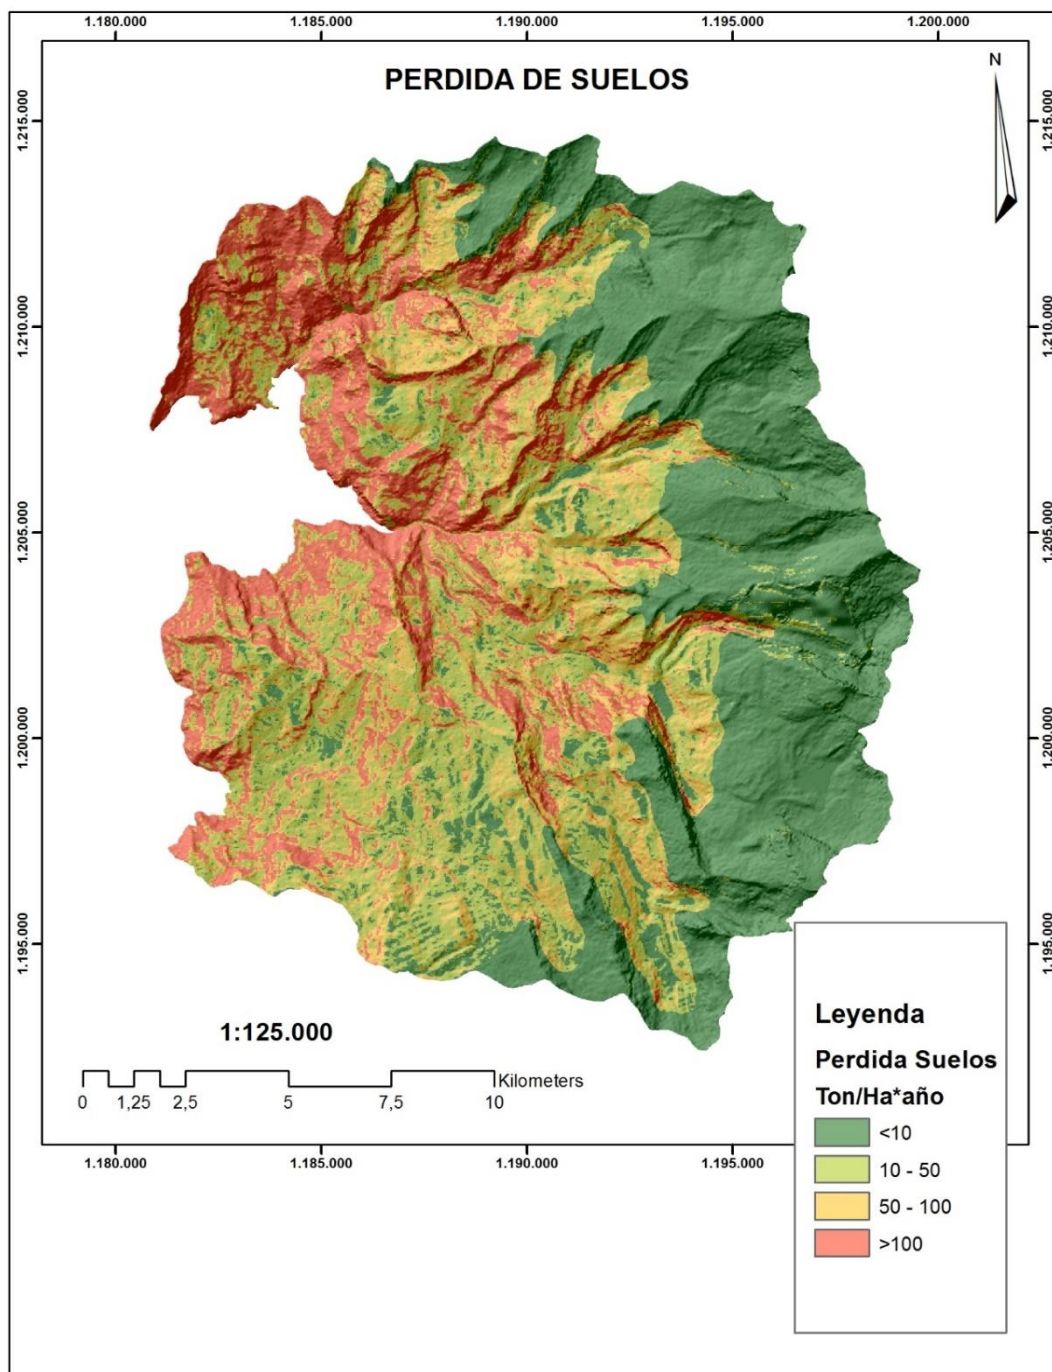 1.180.000 1.185.000 1.190.000 1.195.000 1.200.000
PERDIDA DE SUELOS
N
1.215.000 1.215.000
1.210.000 1.210.000
1.205.000 1.205.000
1.200.000 1.200.000
1.195.000 1.195.000
1:125.000
Kilometers
0 1,25 2,5 5 7,5 10
Leyenda
Perdida Suelos
Ton/Ha*año
<10
10 - 50
50 - 100
>100
1.180.000 1.185.000 1.190.000 1.195.000